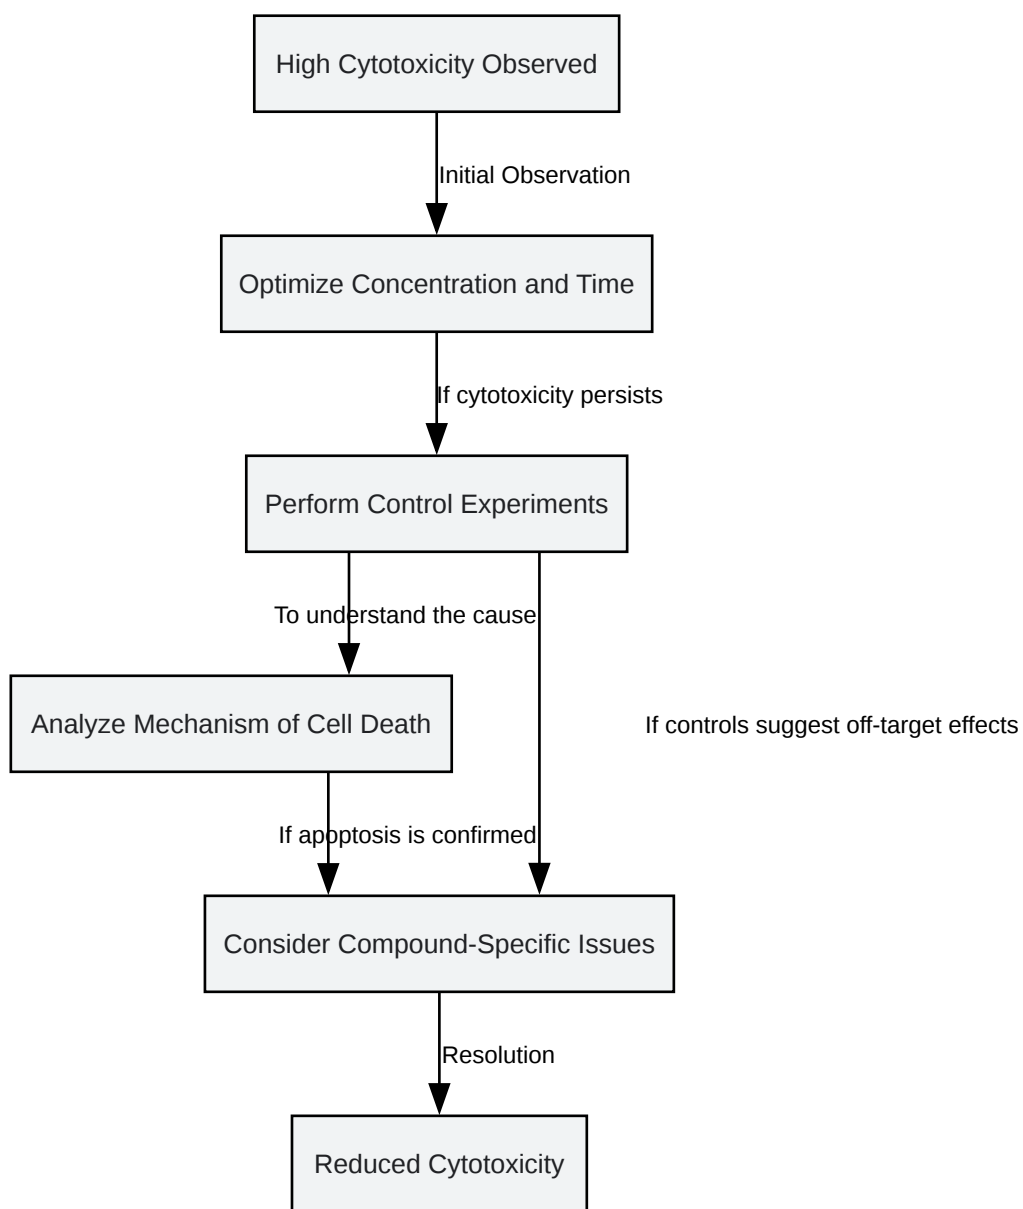 High Cytotoxicity Observed
Initial Observation
Optimize Concentration and Time
If cytotoxicity persists
Perform Control Experiments
To understand the cause
Analyze Mechanism of Cell Death
If controls suggest off-target effects
If apoptosis is confirmed
Consider Compound-Specific Issues
Resolution
Reduced Cytotoxicity